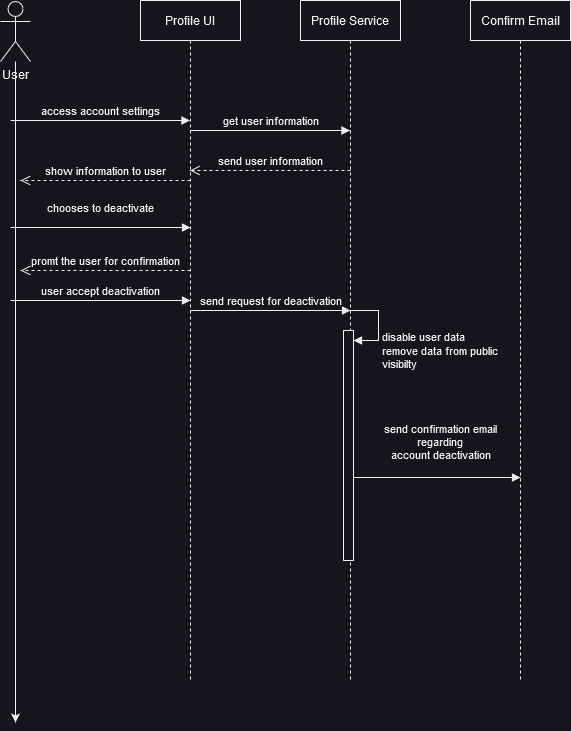 Profile UI
Profile Service
Confirm Email
User
access account settings
get user information
send user information
show information to user
chooses to deactivate
promt the user for confirmation
user accept deactivation
send request for deactivation
disable user data
remove data from public
visibilty
send confirmation email
regarding
account deactivation